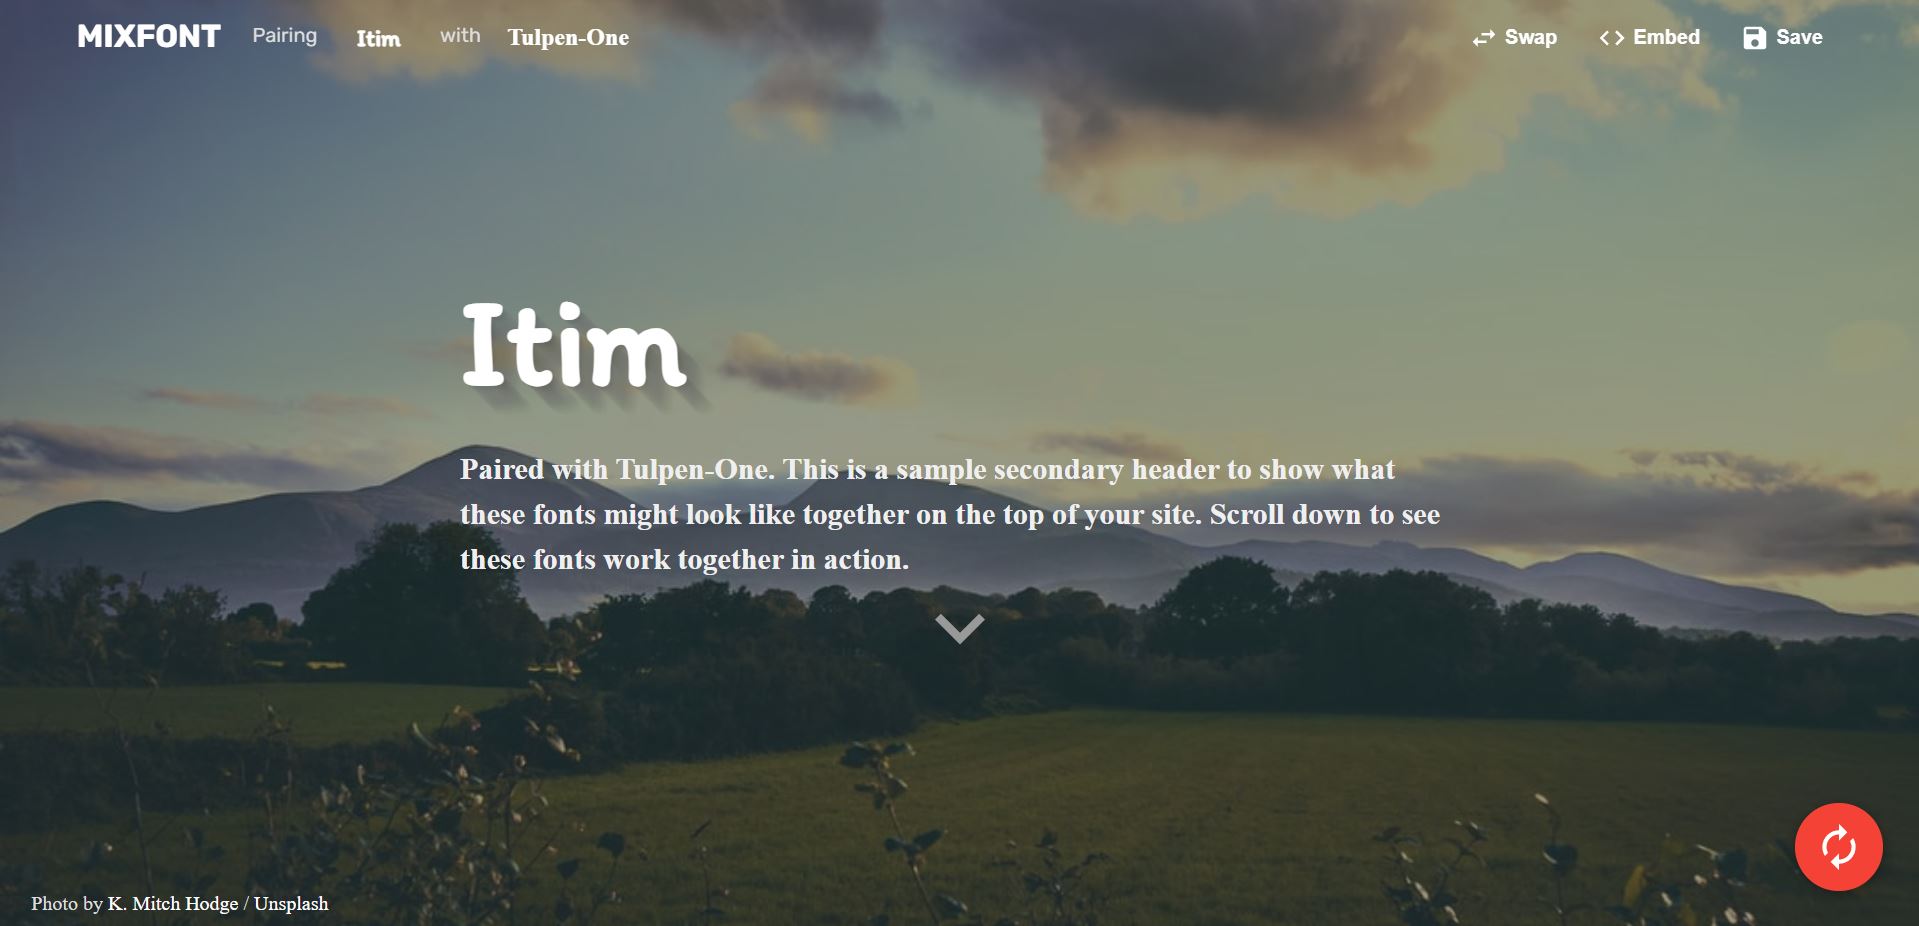 MIXFONT Pairing Itim with Tulpen-One Swap Embed Save
Itim
Paired with Tulpen-One. This is a sample secondary header to show what
these fonts might look like together on the top of your site. Scroll down to see
these fonts work together in action.
Photo by K. Mitch Hodge / Unsplash